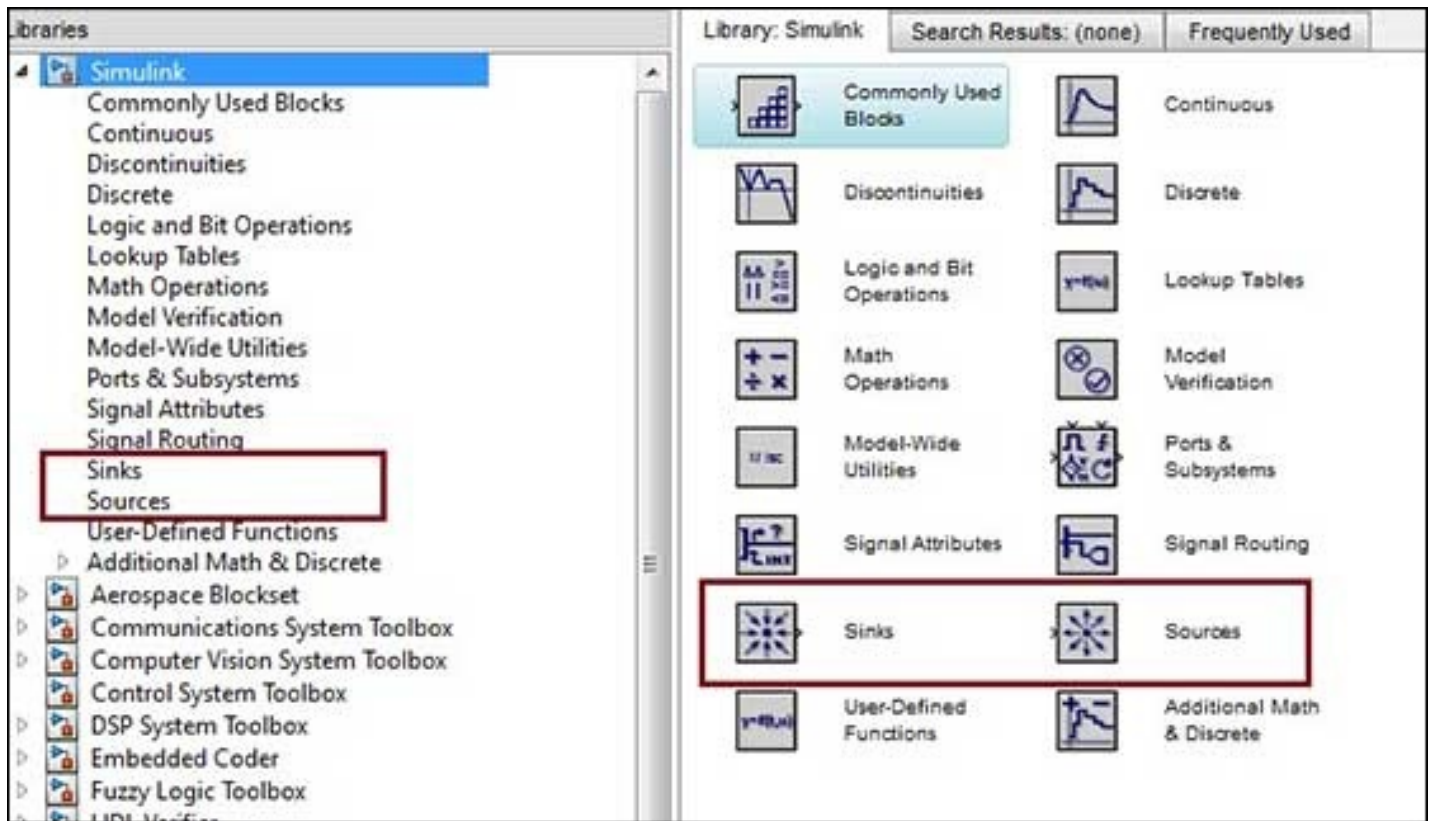 Libraries
Simulink
Commonly Used Blocks
Continuous
Discontinuities
Discrete
Logic and Bit Operations
Lookup Tables
Math Operations
Model Verification
Model-Wide Utilities
Ports & Subsystems
Signal Attributes
Signal Routing
Sinks
Sources
User-Defined Functions
Additional Math & Discrete
Aerospace Blockset
Communications System Toolbox
Computer Vision System Toolbox
Control System Toolbox
DSP System Toolbox
Embedded Coder
Fuzzy Logic Toolbox
Library: Simulink
Search Results: (none)
Frequently Used
Commonly Used
Blocks
Continuous
Discontinuities
Discrete
Logic and Bit
Operations
Lookup Tables
Math
Operations
Model
Verification
Model-Wide
Utilities
Ports &
Subsystems
Signal Attributes
Signal Routing
Sinks
Sources
User-Defined
Functions
Additional Math
& Discrete